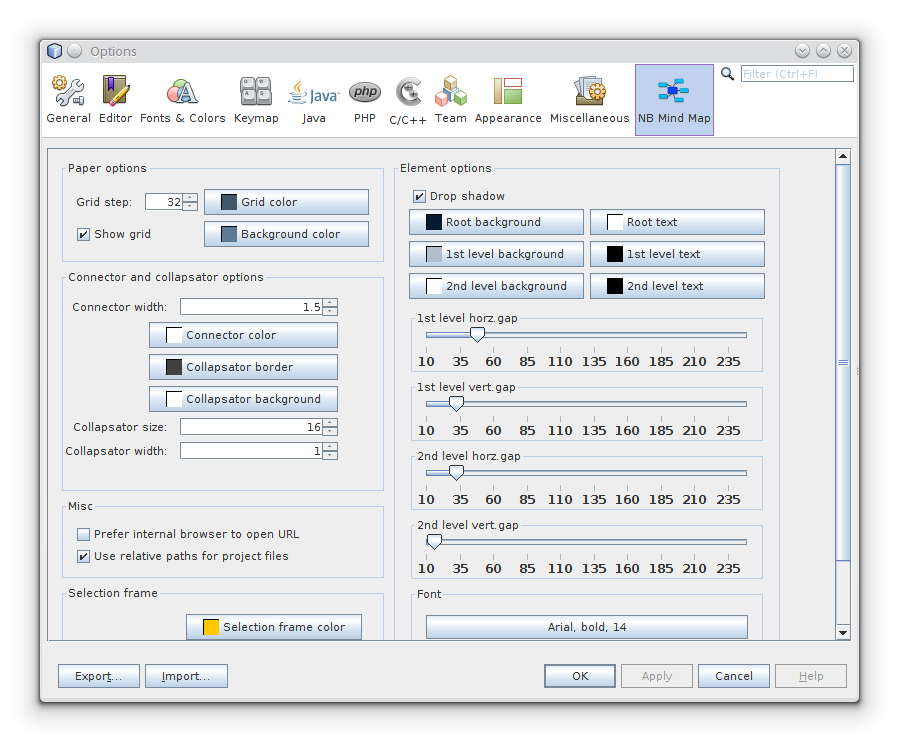 Options
Filter (Ctrl+F)
General Editor Fonts & Colors Keymap Java PHP C/C++ Team Appearance Miscellaneous NB Mind Map
Java
php
Paper options
Grid step: 32 Grid color
Show grid Background color
Connector and collapsator options
Connector width: 1.5
Connector color
Collapsator border
Collapsator background
Collapsator size: 16
Collapsator width: 1
Misc
Prefer internal browser to open URL
Use relative paths for project files
Selection frame
Selection frame color
Element options
Drop shadow
Root background Root text
1st level background 1st level text
2nd level background 2nd level text
1st level horz.gap
10 35 60 85 110 135 160 185 210 235
1st level vert.gap
10 35 60 85 110 135 160 185 210 235
2nd level horz.gap
10 35 60 85 110 135 160 185 210 235
2nd level vert.gap
10 35 60 85 110 135 160 185 210 235
Font
Arial, bold, 14
Export... Import... OK Apply Cancel Help